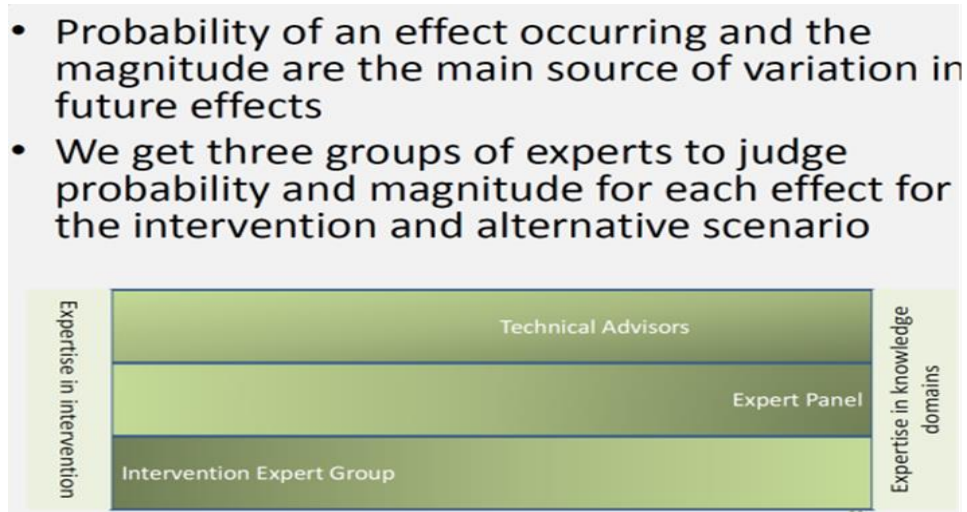 • Probability of an effect occurring and the
magnitude are the main source of variation in
future effects
• We get three groups of experts to judge
probability and magnitude for each effect for
the intervention and alternative scenario
Expertise in intervention
Technical Advisors
Expert Panel
Intervention Expert Group
Expertise in knowledge
domains